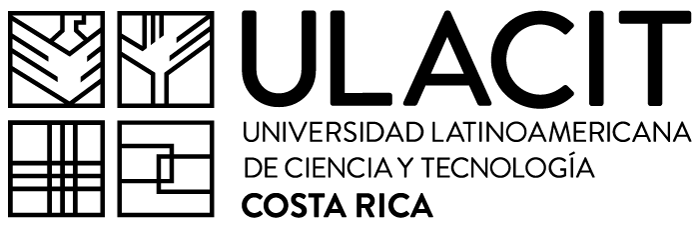 ULACIT
UNIVERSIDAD LATINOAMERICANA
DE CIENCIA Y TECNOLOGÍA
COSTA RICA